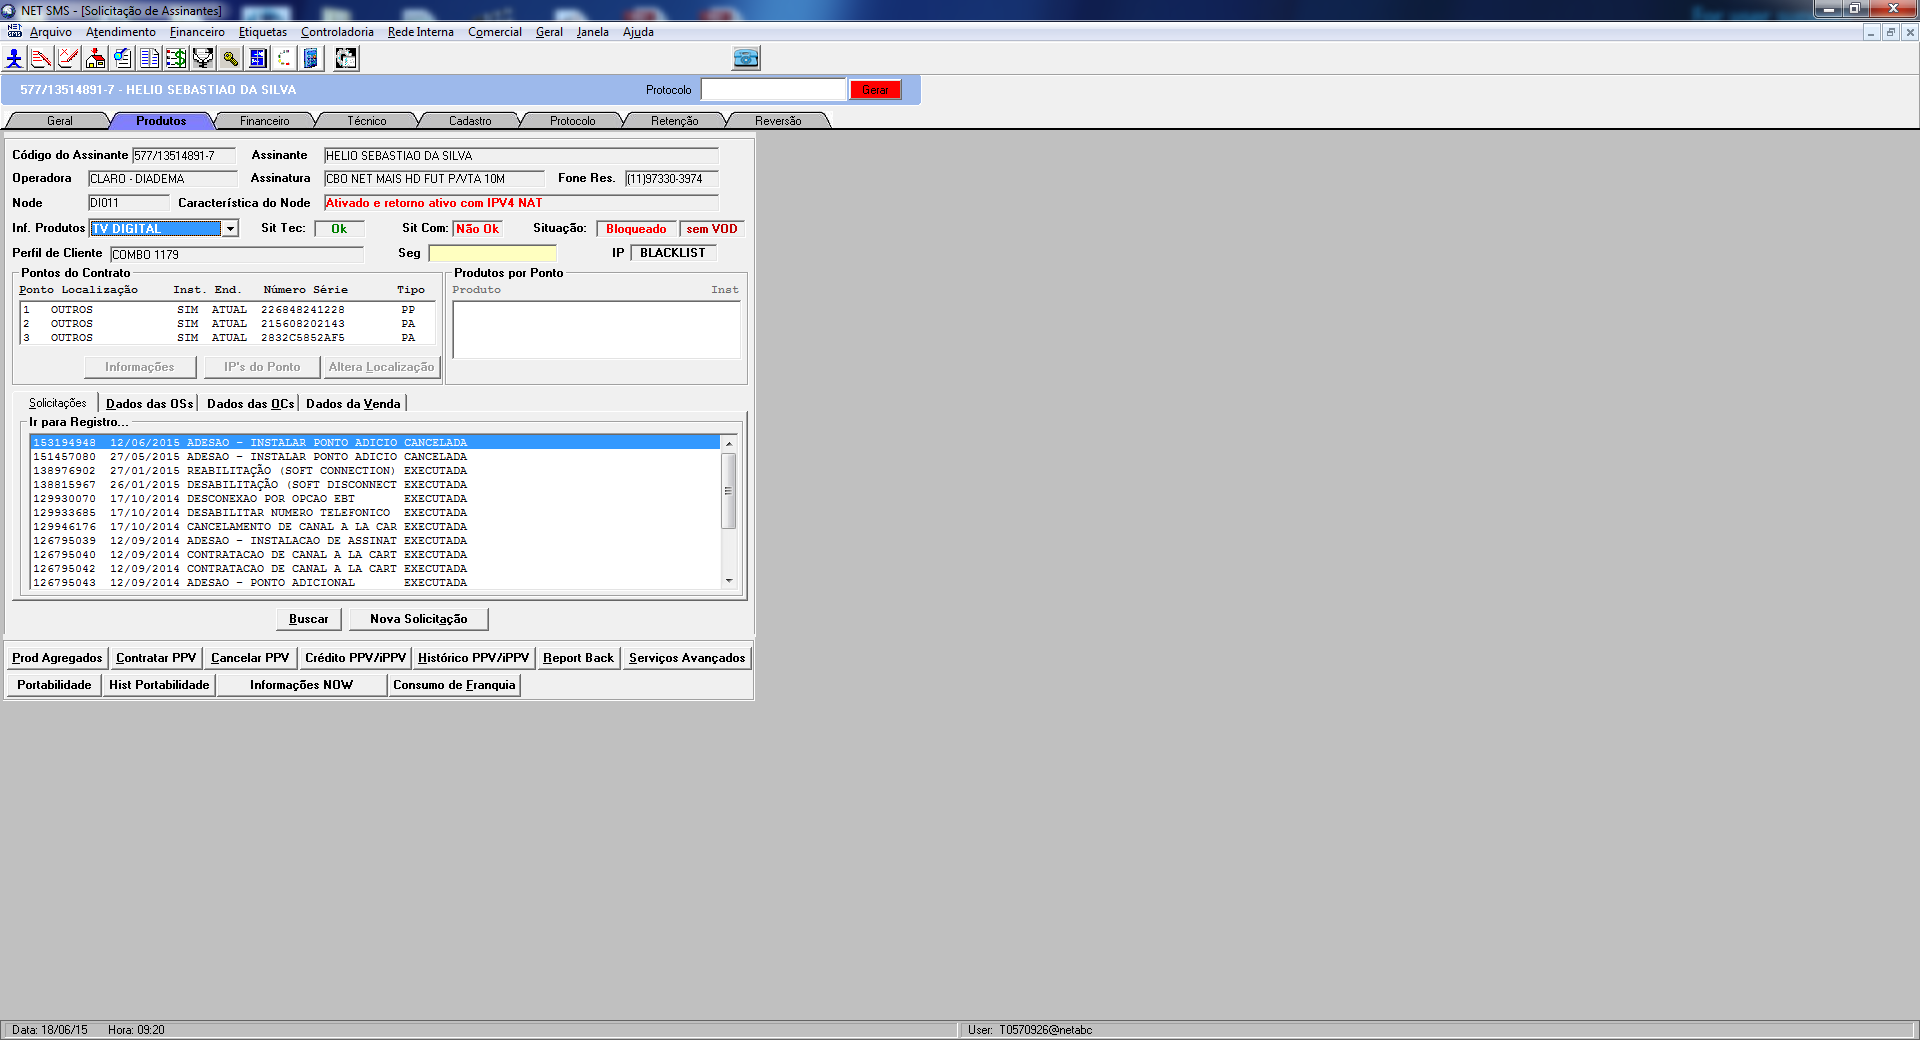 NET SMS - [Solicitação de Assinantes]
Arquivo Atendimento Financeiro Etiquetas Controladoria Rede Interna Comercial Geral Janela Ajuda
577/13514891-7 - HELIO SEBASTIAO DA SILVA Protocolo Gerar
Geral Produtos Financeiro Técnico Cadastro Protocolo Retenção Reversão
Código do Assinante 577/13514891-7 Assinante HELIO SEBASTIAO DA SILVA
Operadora CLARO - DIADEMA Assinatura CBO NET MAIS HD FUT P/VTA 10M Fone Res. (11)97330-3974
Node DI011 Característica do Node Ativado e retorno ativo com IPV4 NAT
Inf. Produtos TV DIGITAL Sit Tec: Ok Sit Com: Não Ok Situação: Bloqueado sem VOD
Perfil de Cliente COMBO 1179 Seg IP BLACKLIST
Pontos do Contrato Produtos por Ponto
Ponto Localização Inst. End. Número Série Tipo Produto Inst
1 OUTROS SIM ATUAL 226848241228 PP
2 OUTROS SIM ATUAL 215608202143 PA
3 OUTROS SIM ATUAL 2832C5852AF5 PA
Informações IP's do Ponto Altera Localização
Solicitações Dados das OSs Dados das OCs Dados da Venda
Ir para Registro...
153194948 12/06/2015 ADESAO - INSTALAR PONTO ADICIO CANCELADA
151457080 27/05/2015 ADESAO - INSTALAR PONTO ADICIO CANCELADA
138976902 27/01/2015 REABILITAÇÃO (SOFT CONNECTION) EXECUTADA
138815967 26/01/2015 DESABILITAÇÃO (SOFT DISCONNECT EXECUTADA
129930070 17/10/2014 DESCONEXAO POR OPCAO EBT EXECUTADA
129933685 17/10/2014 DESABILITAR NUMERO TELEFONICO EXECUTADA
129946176 17/10/2014 CANCELAMENTO DE CANAL A LA CAR EXECUTADA
126795039 12/09/2014 ADESAO - INSTALACAO DE ASSINAT EXECUTADA
126795040 12/09/2014 CONTRATACAO DE CANAL A LA CART EXECUTADA
126795042 12/09/2014 CONTRATACAO DE CANAL A LA CART EXECUTADA
126795043 12/09/2014 ADESAO - PONTO ADICIONAL EXECUTADA
Buscar Nova Solicitação
Prod Agregados Contratar PPV Cancelar PPV Crédito PPV/iPPV Histórico PPV/iPPV Report Back Serviços Avançados
Portabilidade Hist Portabilidade Informações NOW Consumo de Franquia
Data: 18/06/15 Hora: 09:20 User: T0570926@netabc